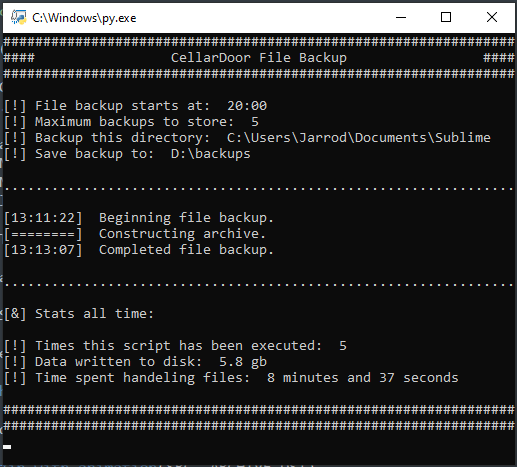 C:\Windows\py.exe
################################################################
#### CellarDoor File Backup ####
################################################################
[!] File backup starts at: 20:00
[!] Maximum backups to store: 5
[!] Backup this directory: C:\Users\Jarrod\Documents\Sublime
[!] Save backup to: D:\backups
................................................................
[13:11:22] Beginning file backup.
[========] Constructing archive.
[13:13:07] Completed file backup.
................................................................
[&] Stats all time:
[!] Times this script has been executed: 5
[!] Data written to disk: 5.8 gb
[!] Time spent handeling files: 8 minutes and 37 seconds
################################################################
################################################################